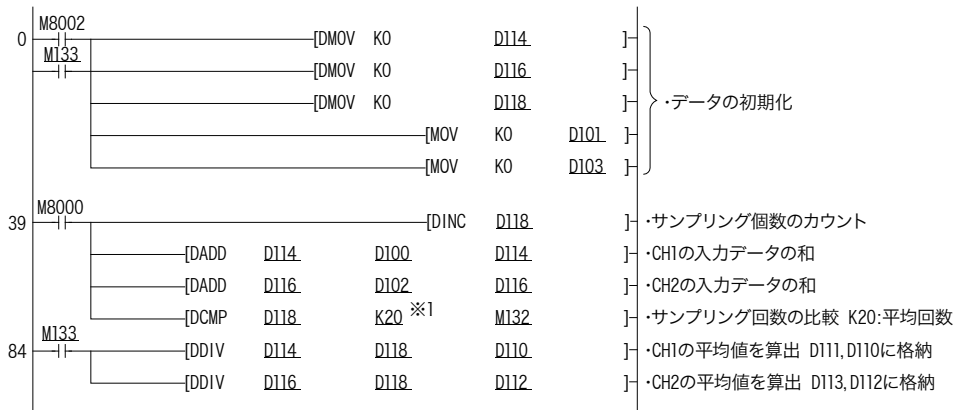 M8002
0 [DMOV K0 D114 ]
M133
[DMOV K0 D116 ]
[DMOV K0 D118 ] ・データの初期化
[MOV K0 D101 ]
[MOV K0 D103 ]
M8000
39 [DINC D118 ] ・サンプリング個数のカウント
[DADD D114 D100 D114 ] ・CH1の入力データの和
[DADD D116 D102 D116 ] ・CH2の入力データの和
[DCMP D118 K20 ※1 M132 ] ・サンプリング回数の比較 K20:平均回数
M133
84 [DDIV D114 D118 D110 ] ・CH1の平均値を算出 D111,D110に格納
[DDIV D116 D118 D112 ] ・CH2の平均値を算出 D113,D112に格納